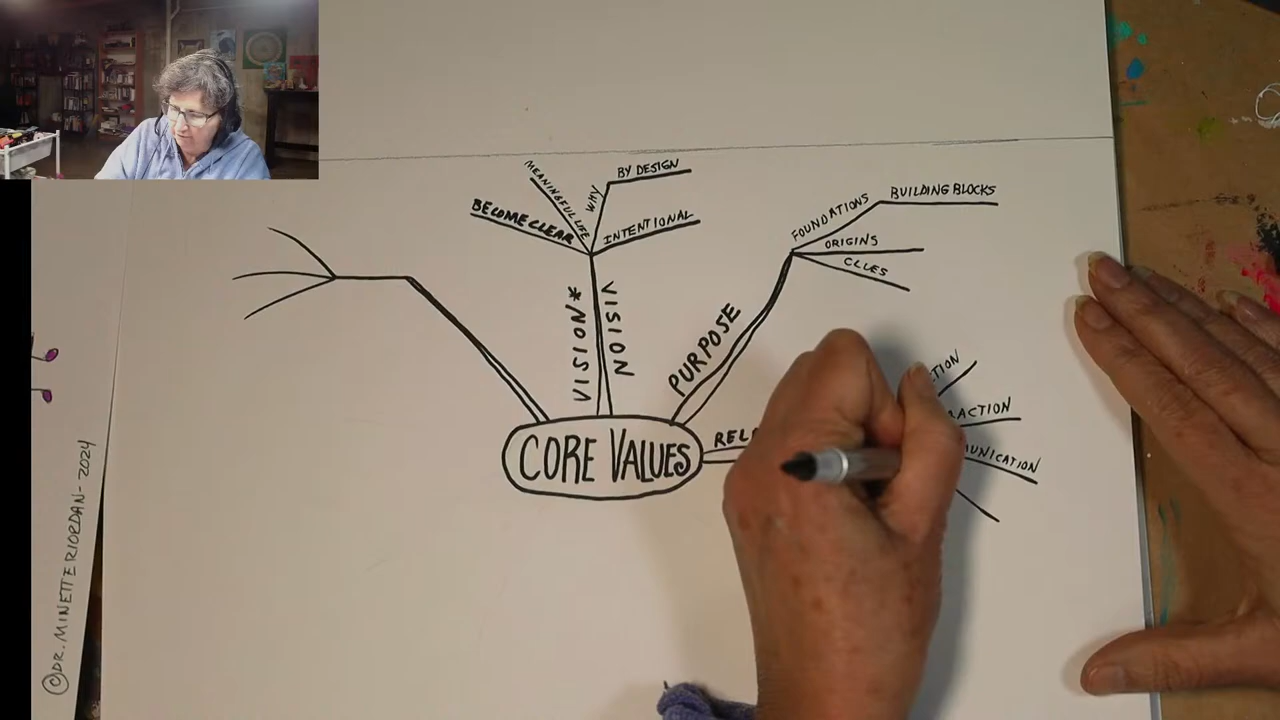 BY DESIGN
MEANINGFUL LIFE
WHY
BECOME CLEAR
INTENTIONAL
VISION*
VISION
FOUNDATIONS
BUILDING BLOCKS
ORIGINS
CLUES
PURPOSE
CORE VALUES
©DR. MINETTE RIORDAN - 2024